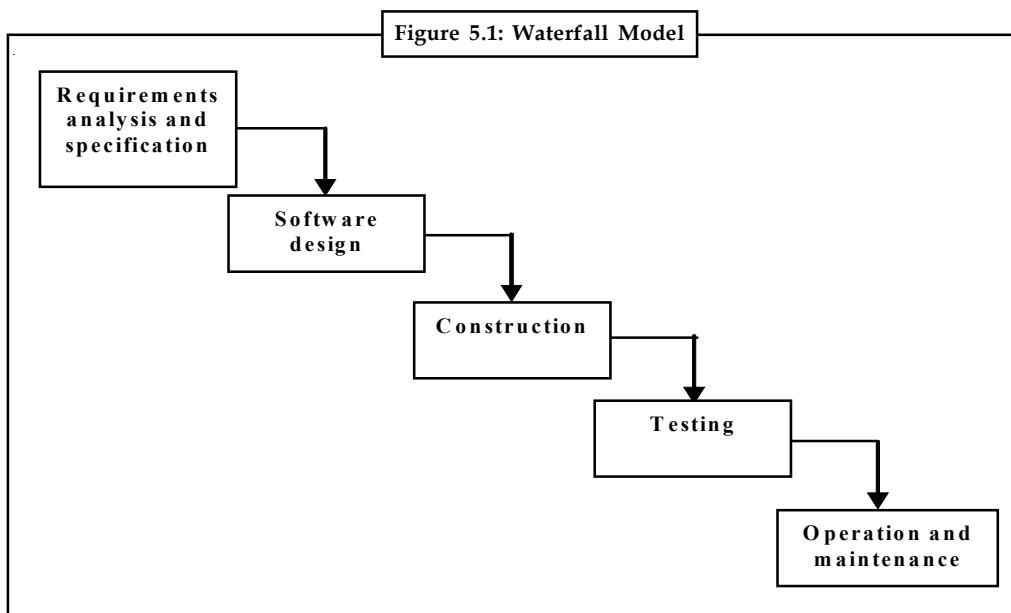 Figure 5.1: Waterfall Model
Requirements
analysis and
specification
Software
design
Construction
Testing
Operation and
maintenance